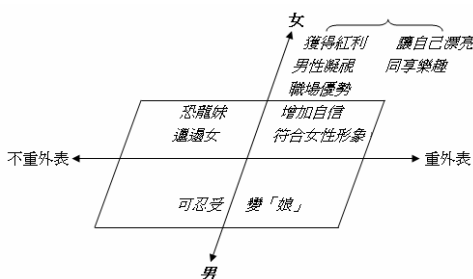 女
獲得紅利 讓自己漂亮
男性凝視 同享樂趣
職場優勢
恐龍妹 增加自信
邋遢女 符合女性形象
不重外表 重外表
可忍受 變「娘」
男